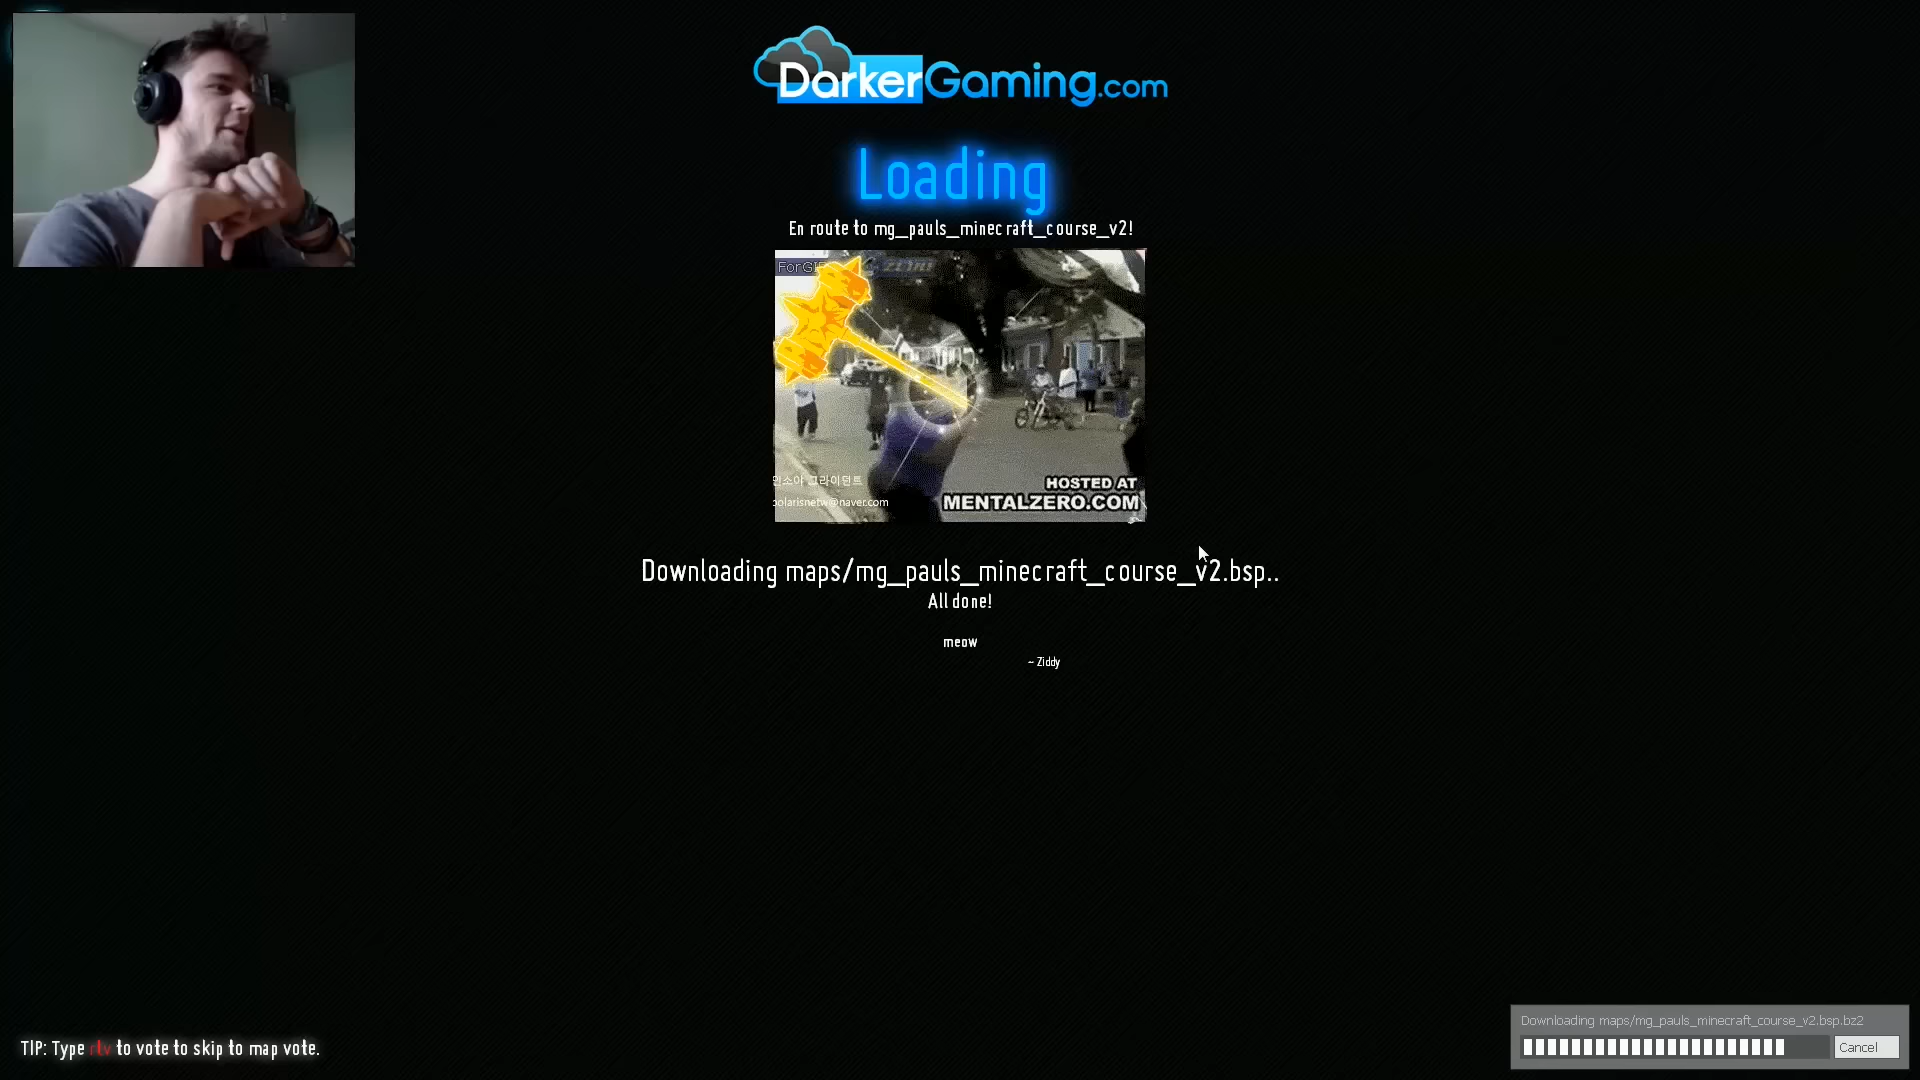 DarkerGaming.com
Loading
En route to mg_pauls_minecraft_course_v2!
HOSTED AT
MENTALZERO.COM
Downloading maps/mg_pauls_minecraft_course_v2.bsp..
All done!
meow
~ Ziddy
TIP: Type rtv to vote to skip to map vote.
Downloading maps/mg_pauls_minecraft_course_v2.bsp.bz2
Cancel